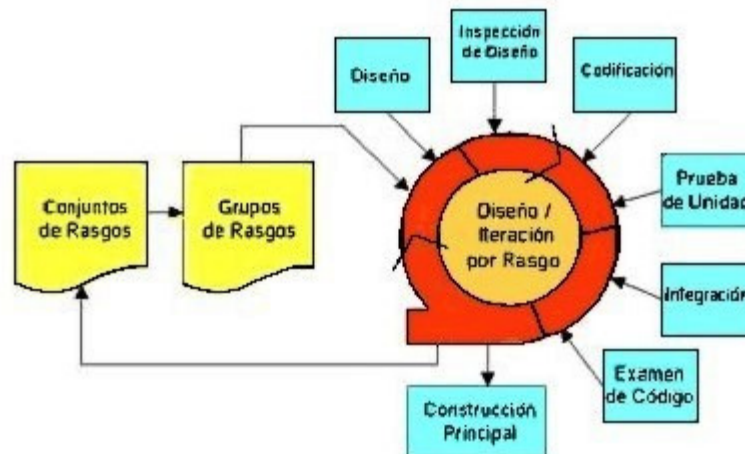 Inspección
de Diseño
Diseño
Codificación
Conjuntos
de Rasgos
Grupos
de Rasgos
Diseño /
Iteración
por Rasgo
Prueba
de Unidad
Integración
Examen
de Código
Construcción
Principal